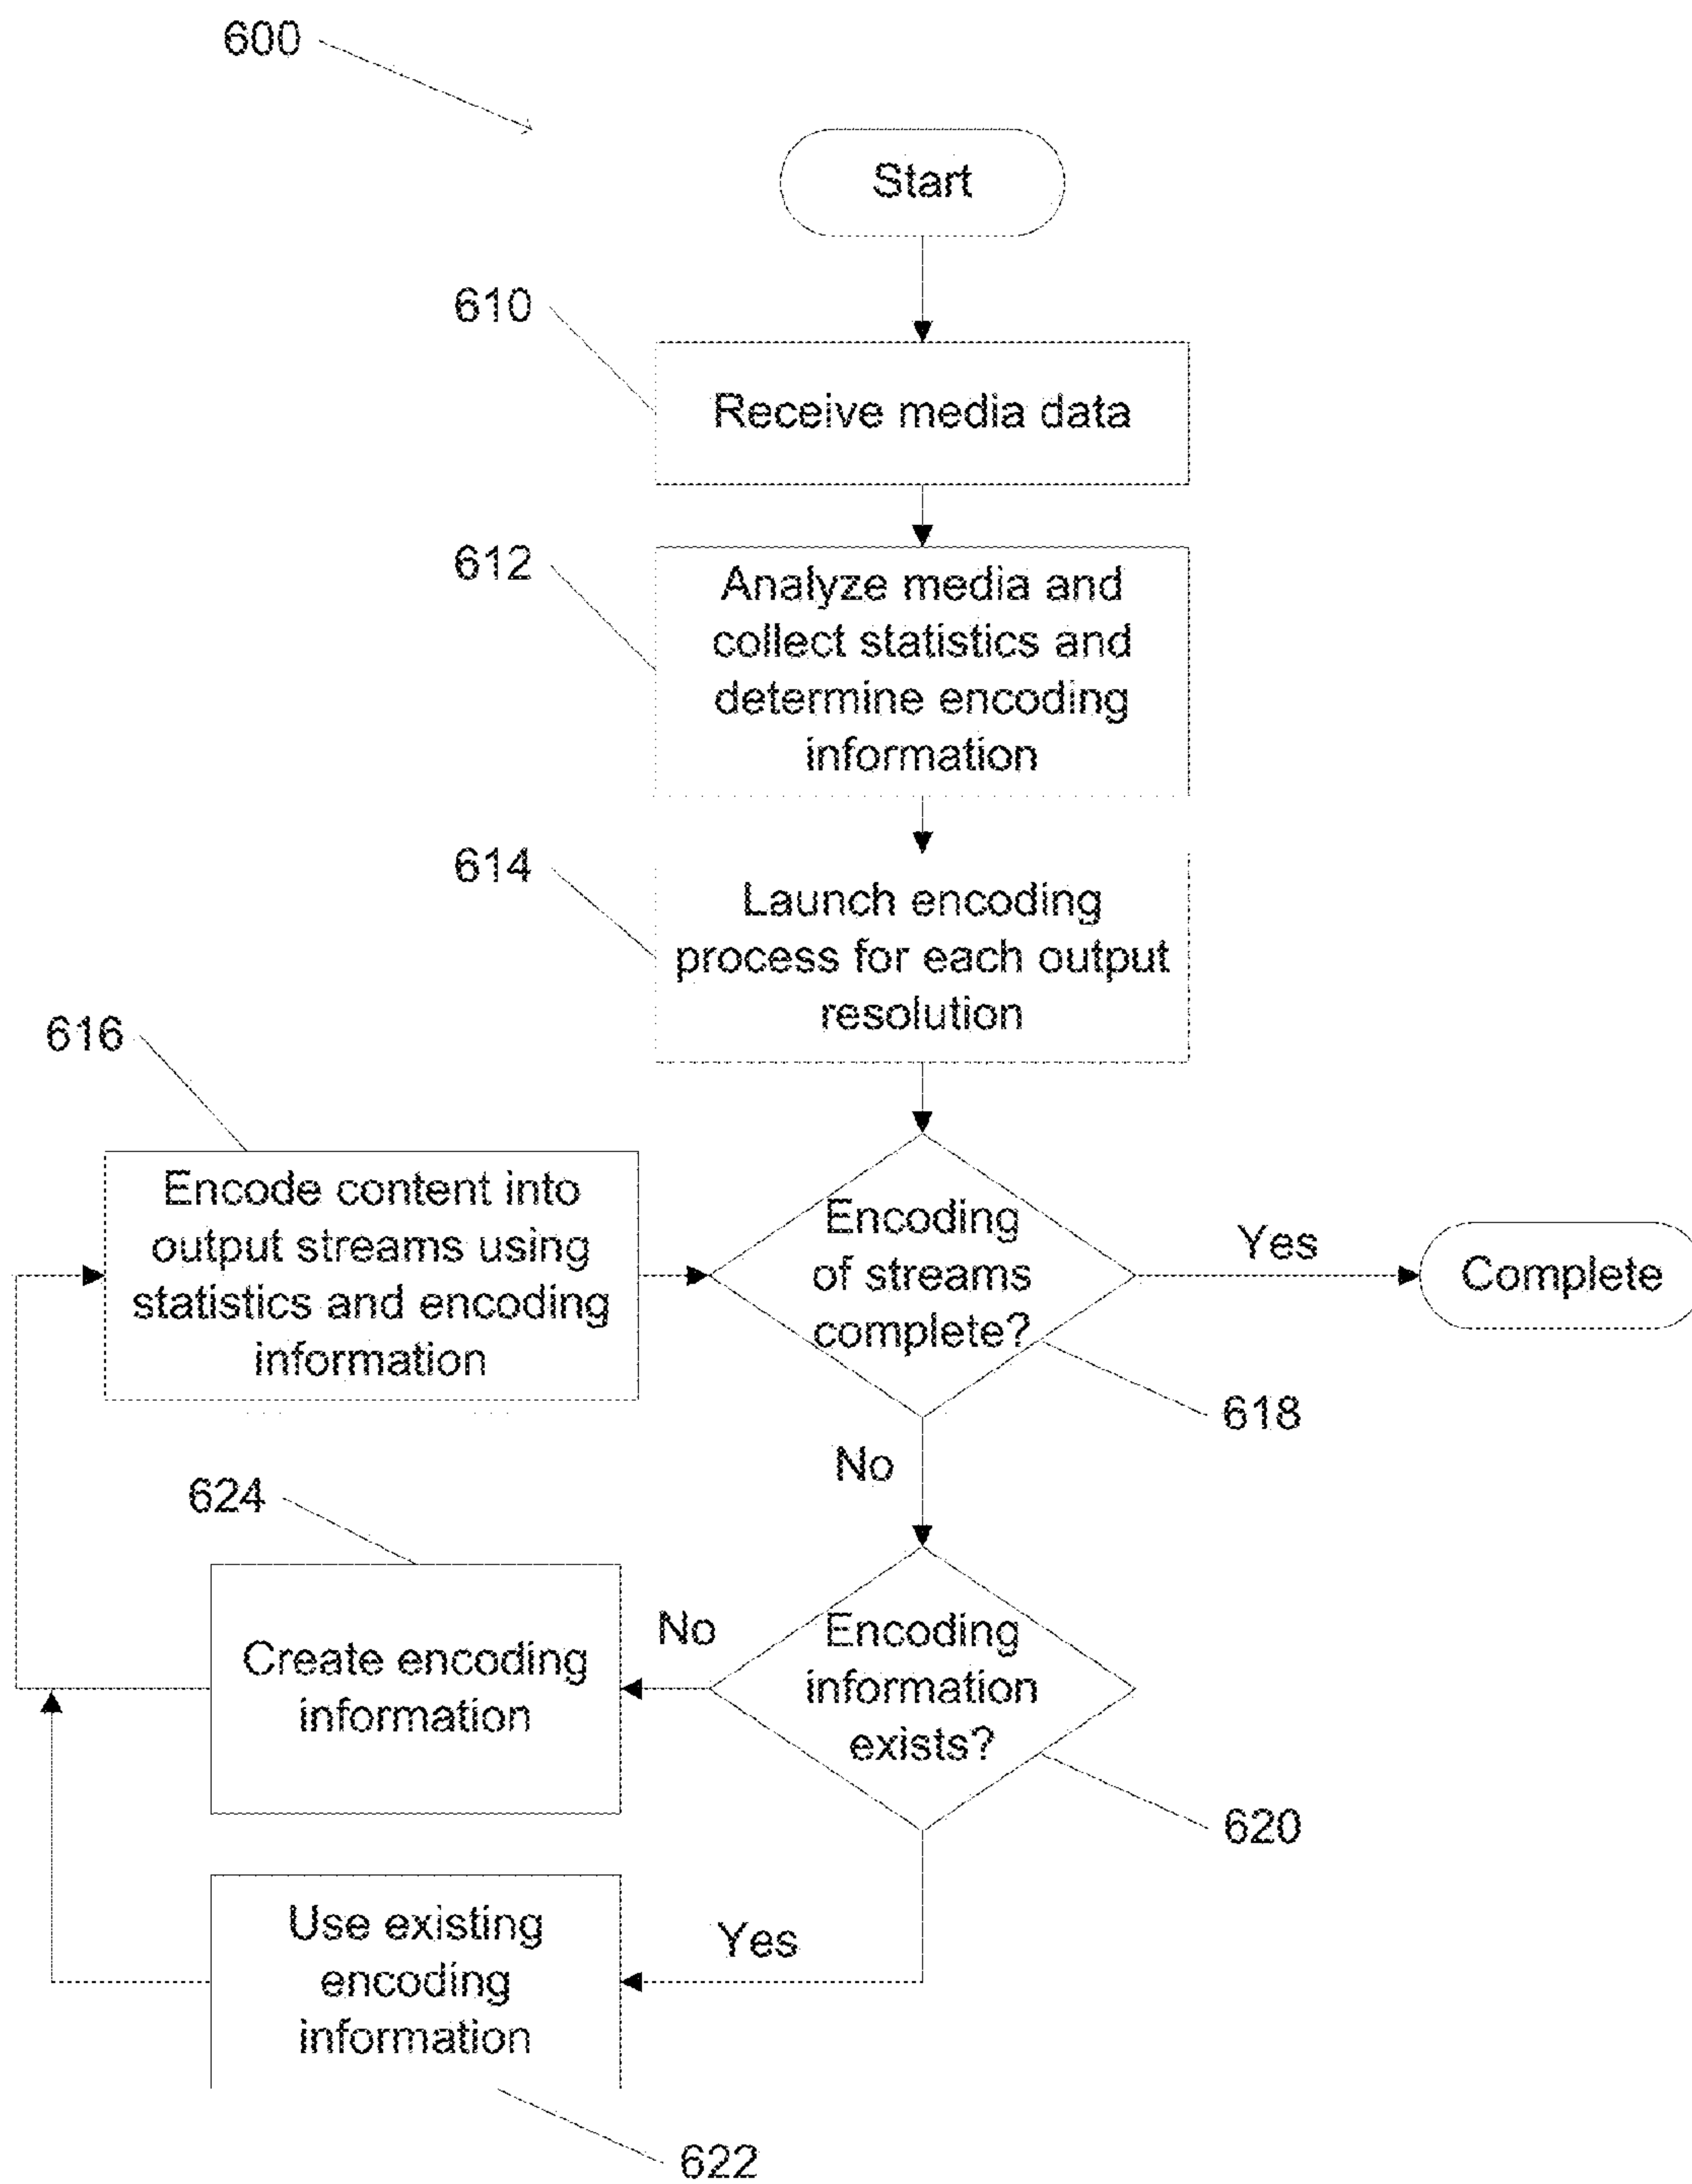 600
Start
610
Receive media data
612
Analyze media and
collect statistics and
determine encoding
information
614
Launch encoding
process for each output
resolution
616
Encode content into
output streams using
statistics and encoding
information
Encoding
of streams
complete?
Yes
Complete
618
No
624
Create encoding
information
No
Encoding
information
exists?
620
Use existing
encoding
information
Yes
622